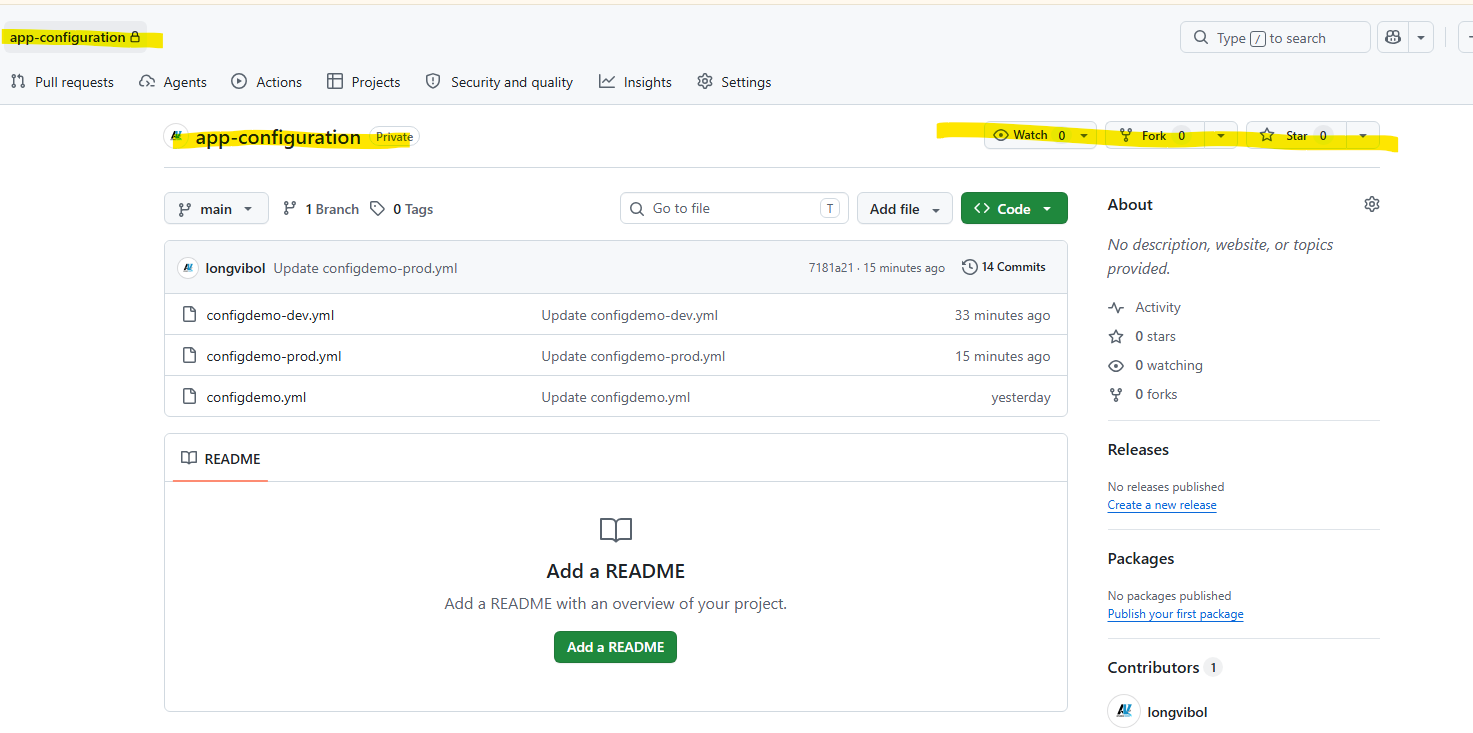 app-configuration
Type / to search
Pull requests Agents Actions Projects Security and quality Insights Settings
app-configuration Private Watch 0 Fork 0 Star 0
main 1 Branch 0 Tags Go to file T Add file Code
longvibol Update configdemo-prod.yml 7181a21 · 15 minutes ago 14 Commits
configdemo-dev.yml Update configdemo-dev.yml 33 minutes ago
configdemo-prod.yml Update configdemo-prod.yml 15 minutes ago
configdemo.yml Update configdemo.yml yesterday
README
Add a README
Add a README with an overview of your project.
Add a README
About
No description, website, or topics
provided.
Activity
0 stars
0 watching
0 forks
Releases
No releases published
Create a new release
Packages
No packages published
Publish your first package
Contributors 1
longvibol